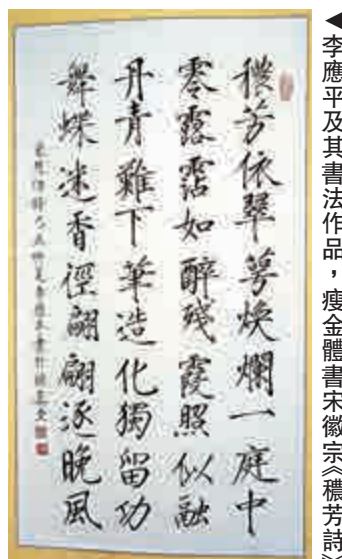 李應平及其書法作品，瘦金體書宋徽宗《穠芳詩》
穠芳依翠萼煥爛一庭中
零露霑如醉殘霞照似融
丹青難下筆造化獨留功
舞蝶迷香徑翩翩逐晚風